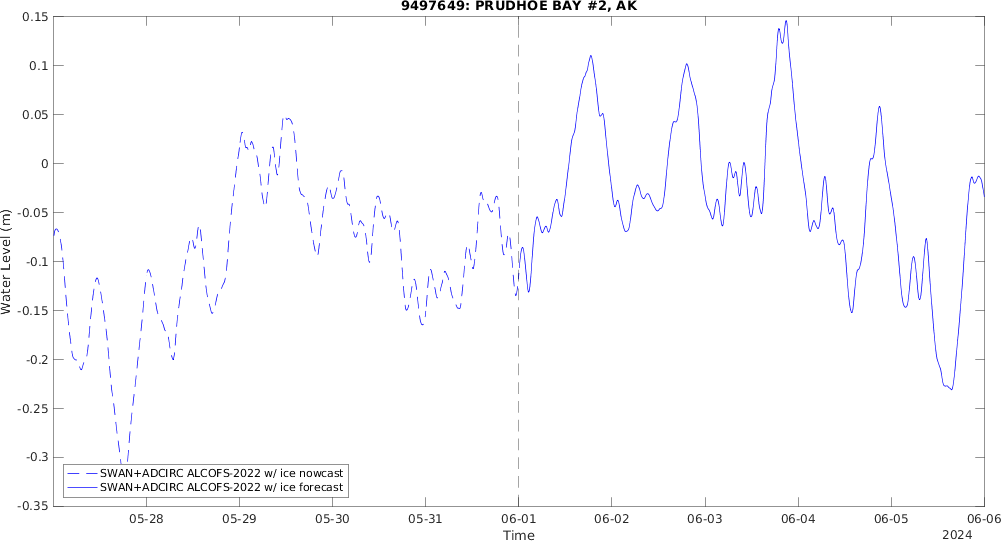 9497649: PRUDHOE BAY #2, AK
0.15
0.1
0.05
0
-0.05
-0.1
-0.15
-0.2
-0.25
-0.3
-0.35
Water Level (m)
SWAN+ADCIRC ALCOFS-2022 w/ ice nowcast
SWAN+ADCIRC ALCOFS-2022 w/ ice forecast
05-28 05-29 05-30 05-31 06-01 06-02 06-03 06-04 06-05 06-06
Time
2024